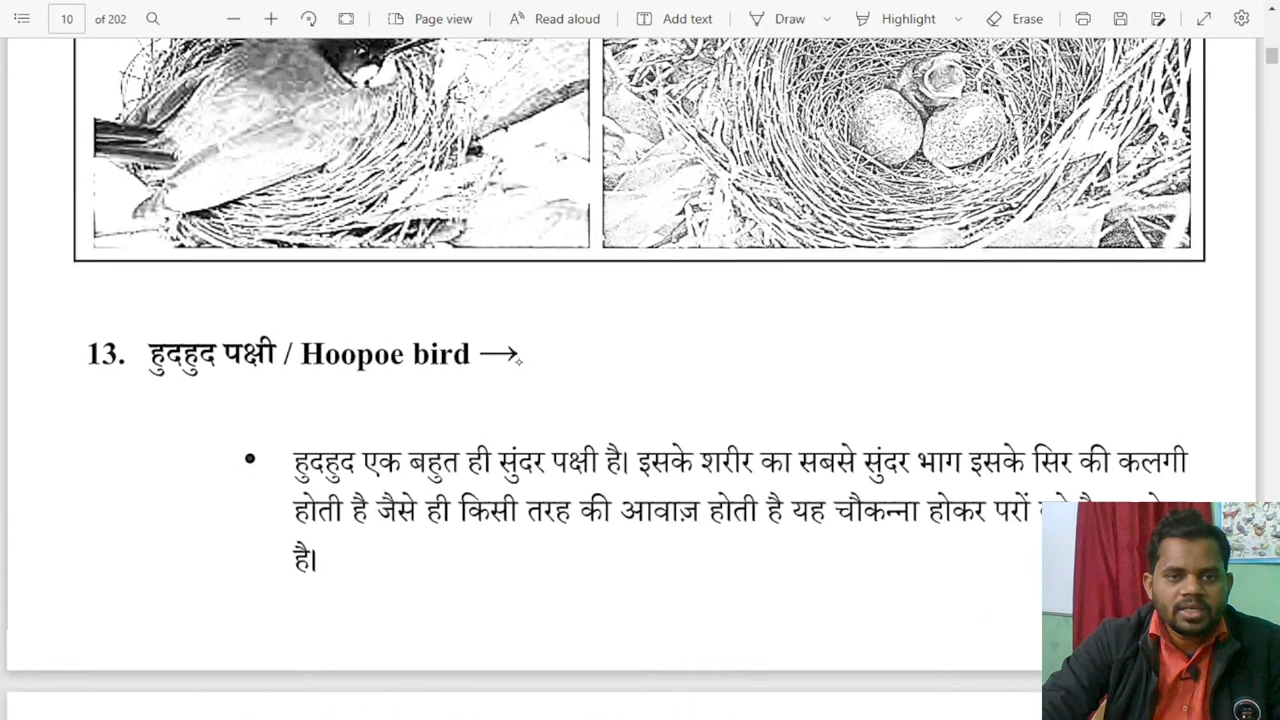 10 of 202 Page view Read aloud Add text Draw Highlight Erase
13. हुदहुद पक्षी / Hoopoe bird →
• हुदहुद एक बहुत ही सुंदर पक्षी है। इसके शरीर का सबसे सुंदर भाग इसके सिर की कलगी
होती है जैसे ही किसी तरह की आवाज़ होती है यह चौकन्ना होकर परों
है।